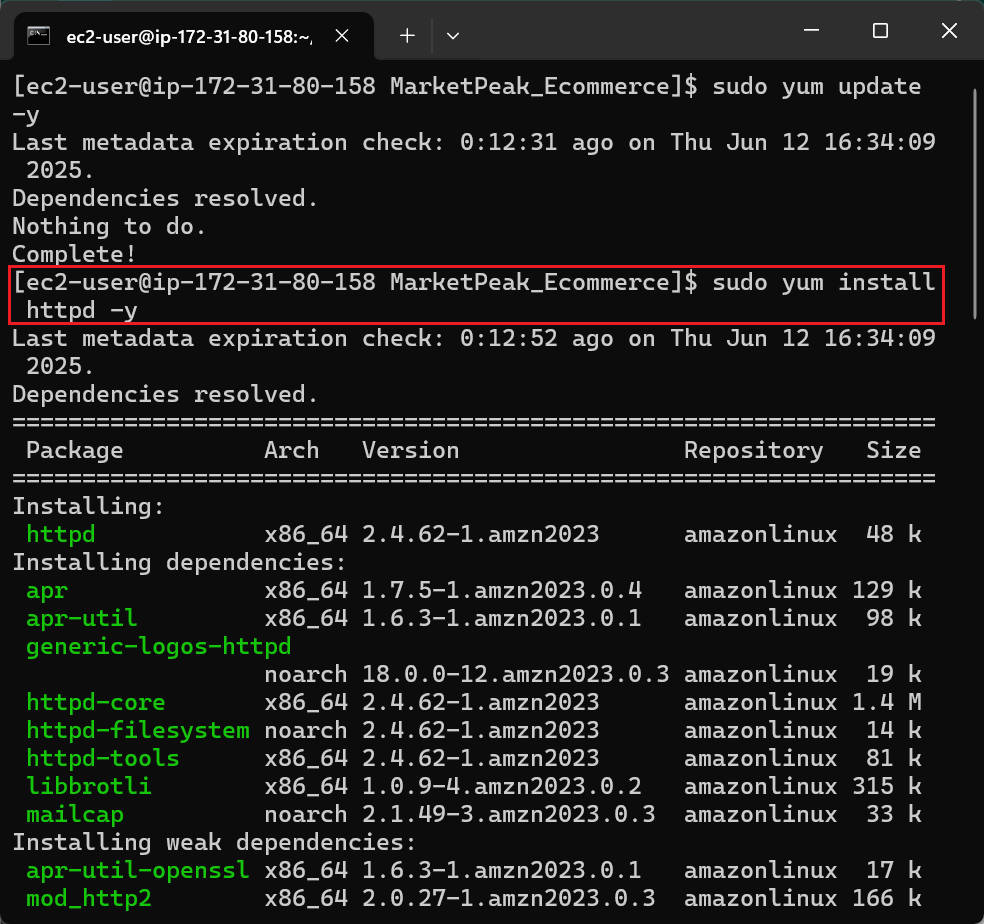 ec2-user@ip-172-31-80-158:~,
[ec2-user@ip-172-31-80-158 MarketPeak_Ecommerce]$ sudo yum update
-y
Last metadata expiration check: 0:12:31 ago on Thu Jun 12 16:34:09
 2025.
Dependencies resolved.
Nothing to do.
Complete!
[ec2-user@ip-172-31-80-158 MarketPeak_Ecommerce]$ sudo yum install
 httpd -y
Last metadata expiration check: 0:12:52 ago on Thu Jun 12 16:34:09
 2025.
Dependencies resolved.
==================================================================
 Package          Arch   Version                Repository   Size
==================================================================
Installing:
 httpd            x86_64 2.4.62-1.amzn2023      amazonlinux  48 k
Installing dependencies:
 apr              x86_64 1.7.5-1.amzn2023.0.4   amazonlinux 129 k
 apr-util         x86_64 1.6.3-1.amzn2023.0.1   amazonlinux  98 k
 generic-logos-httpd
                  noarch 18.0.0-12.amzn2023.0.3 amazonlinux  19 k
 httpd-core       x86_64 2.4.62-1.amzn2023      amazonlinux 1.4 M
 httpd-filesystem noarch 2.4.62-1.amzn2023      amazonlinux  14 k
 httpd-tools      x86_64 2.4.62-1.amzn2023      amazonlinux  81 k
 libbrotli        x86_64 1.0.9-4.amzn2023.0.2   amazonlinux 315 k
 mailcap          noarch 2.1.49-3.amzn2023.0.3  amazonlinux  33 k
Installing weak dependencies:
 apr-util-openssl x86_64 1.6.3-1.amzn2023.0.1   amazonlinux  17 k
 mod_http2        x86_64 2.0.27-1.amzn2023.0.3  amazonlinux 166 k